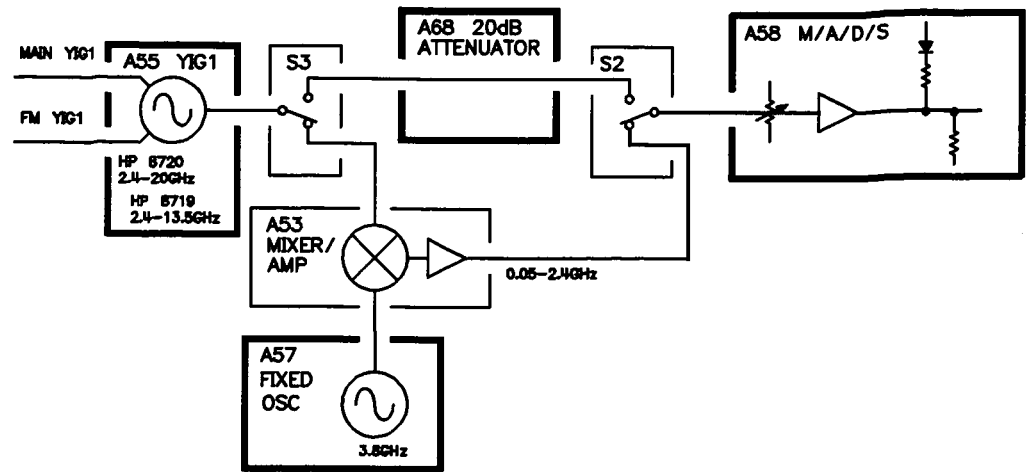 MAIN YIG1
FM YIG1
A55 YIG1
HP 8720
2.4-20GHz
HP 8719
2.4-13.5GHz
S3
A68 20dB
ATTENUATOR
S2
A58 M/A/D/S
A53
MIXER/
AMP
0.05-2.4GHz
A57
FIXED
OSC
3.8GHz